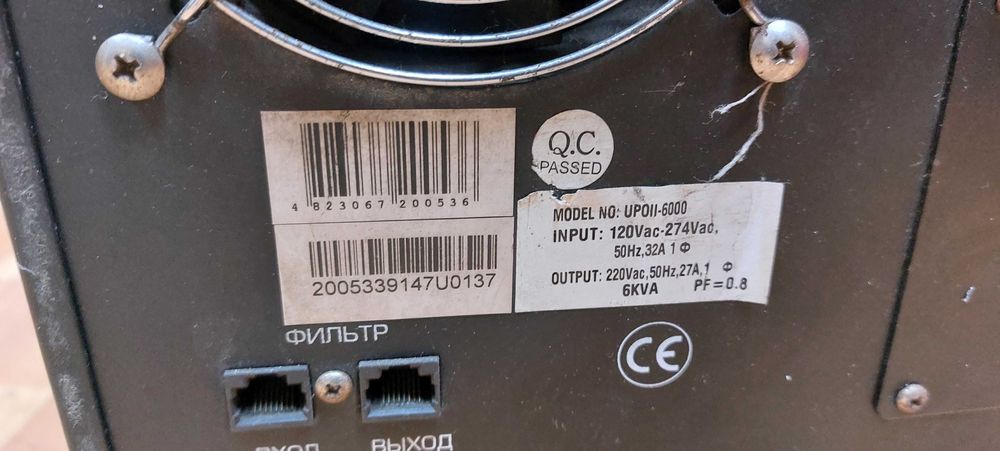 4 823067 200536
2005339147U0137
Q.C.
PASSED
MODEL NO: UPOII-6000
INPUT: 120Vac-274Vac,
50Hz,32A 1 Φ
OUTPUT: 220Vac,50Hz,27A,1 Φ
6KVA PF=0.8
ФИЛЬТР
CE
ВХОД ВЫХОД